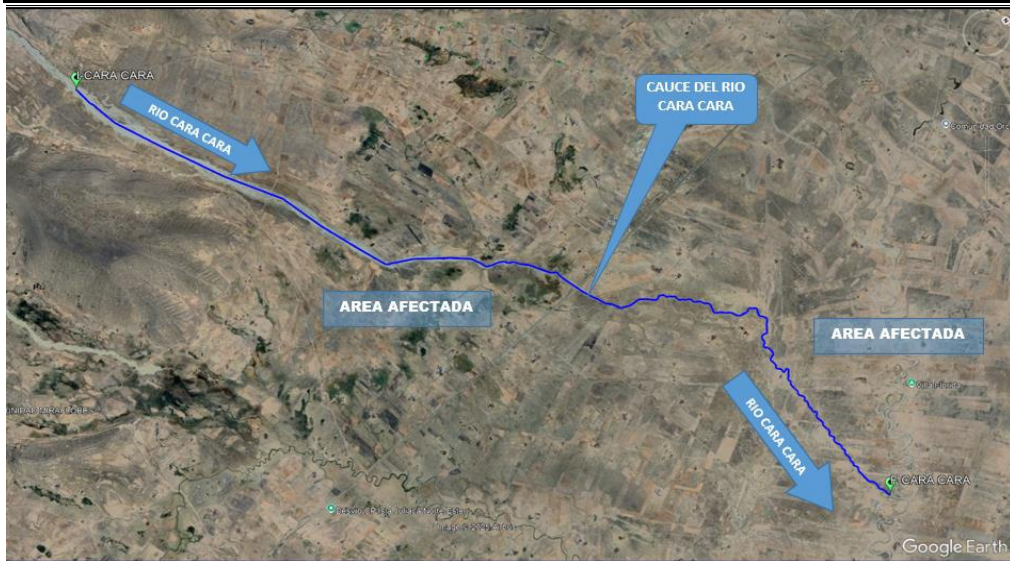 I-CARA CARA
RIO CARA CARA
CAUCE DEL RIO
CARA CARA
AREA AFECTADA
AREA AFECTADA
RIO CARA CARA
F-CARA CARA
Google Earth